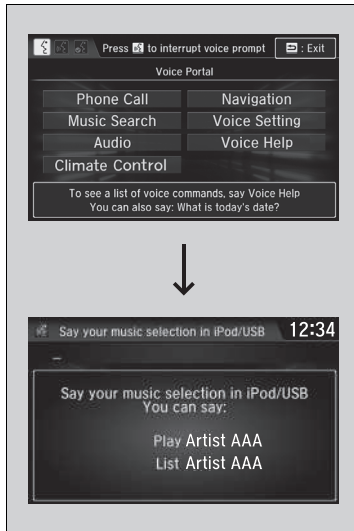 Press to interrupt voice prompt : Exit
Voice Portal
Phone Call Navigation
Music Search Voice Setting
Audio Voice Help
Climate Control
To see a list of voice commands, say Voice Help
You can also say: What is today's date?
Say your music selection in iPod/USB 12:34
Say your music selection in iPod/USB
You can say:
Play Artist AAA
List Artist AAA